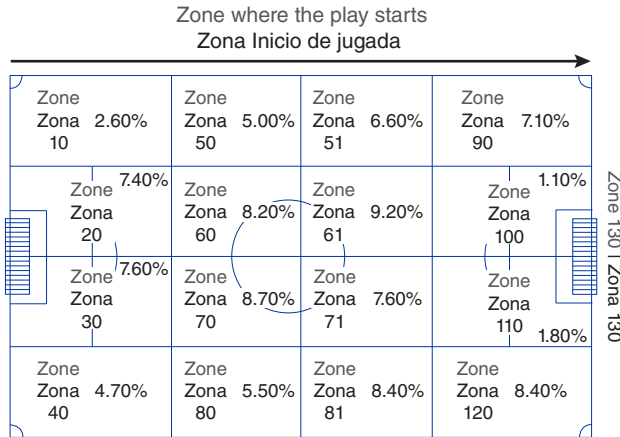 Zone where the play starts
Zona Inicio de jugada
Zone
Zona 2.60%
10
Zone
Zona 5.00%
50
Zone
Zona 6.60%
51
Zone
Zona 7.10%
90
7.40%
Zone
Zona
20
Zone
Zona 8.20%
60
Zone
Zona 9.20%
61
1.10%
Zone
Zona
100
7.60%
Zone
Zona
30
Zone
Zona 8.70%
70
Zone
Zona 7.60%
71
Zone
Zona
110
1.80%
Zone
Zona 4.70%
40
Zone
Zona 5.50%
80
Zone
Zona 8.40%
81
Zone
Zona 8.40%
120
Zone 130 | Zona 130